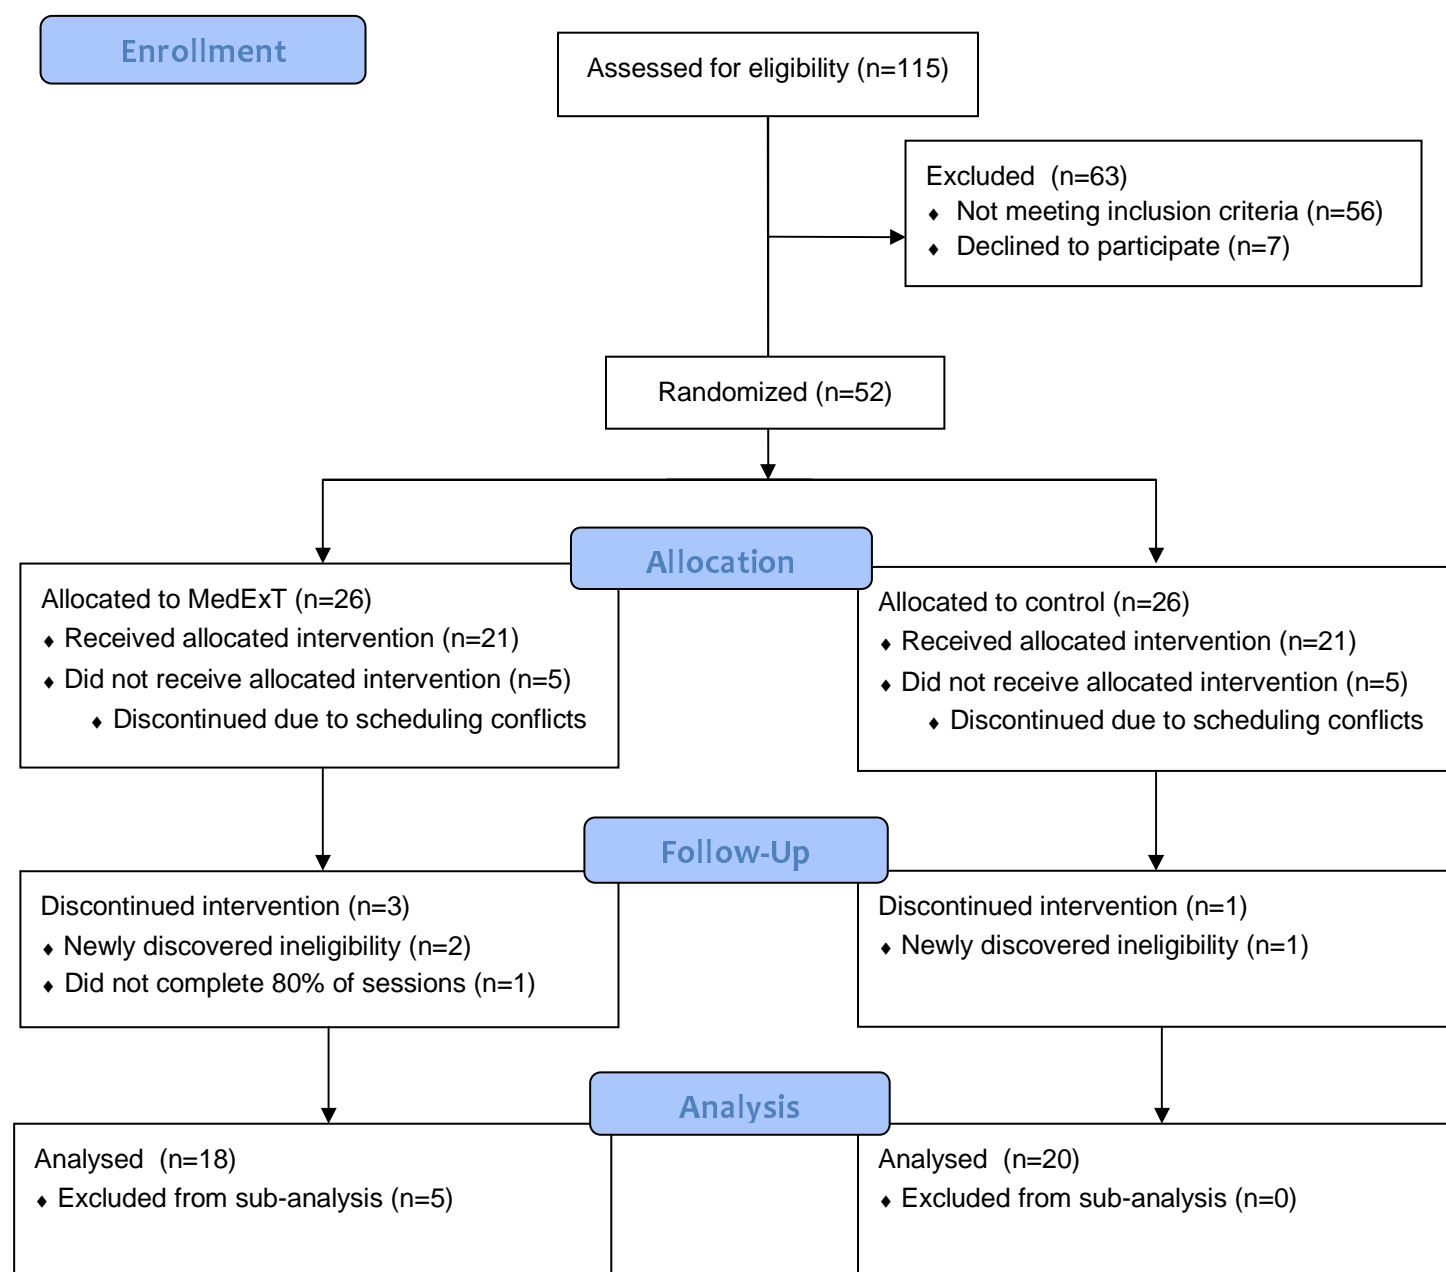 Enrollment
Assessed for eligibility (n=115)
Excluded (n=63)
♦ Not meeting inclusion criteria (n=56)
♦ Declined to participate (n=7)
Randomized (n=52)
Allocation
Allocated to MedExT (n=26)
♦ Received allocated intervention (n=21)
♦ Did not receive allocated intervention (n=5)
♦ Discontinued due to scheduling conflicts
Allocated to control (n=26)
♦ Received allocated intervention (n=21)
♦ Did not receive allocated intervention (n=5)
♦ Discontinued due to scheduling conflicts
Follow-Up
Discontinued intervention (n=3)
♦ Newly discovered ineligibility (n=2)
♦ Did not complete 80% of sessions (n=1)
Discontinued intervention (n=1)
♦ Newly discovered ineligibility (n=1)
Analysis
Analysed (n=18)
♦ Excluded from sub-analysis (n=5)
Analysed (n=20)
♦ Excluded from sub-analysis (n=0)